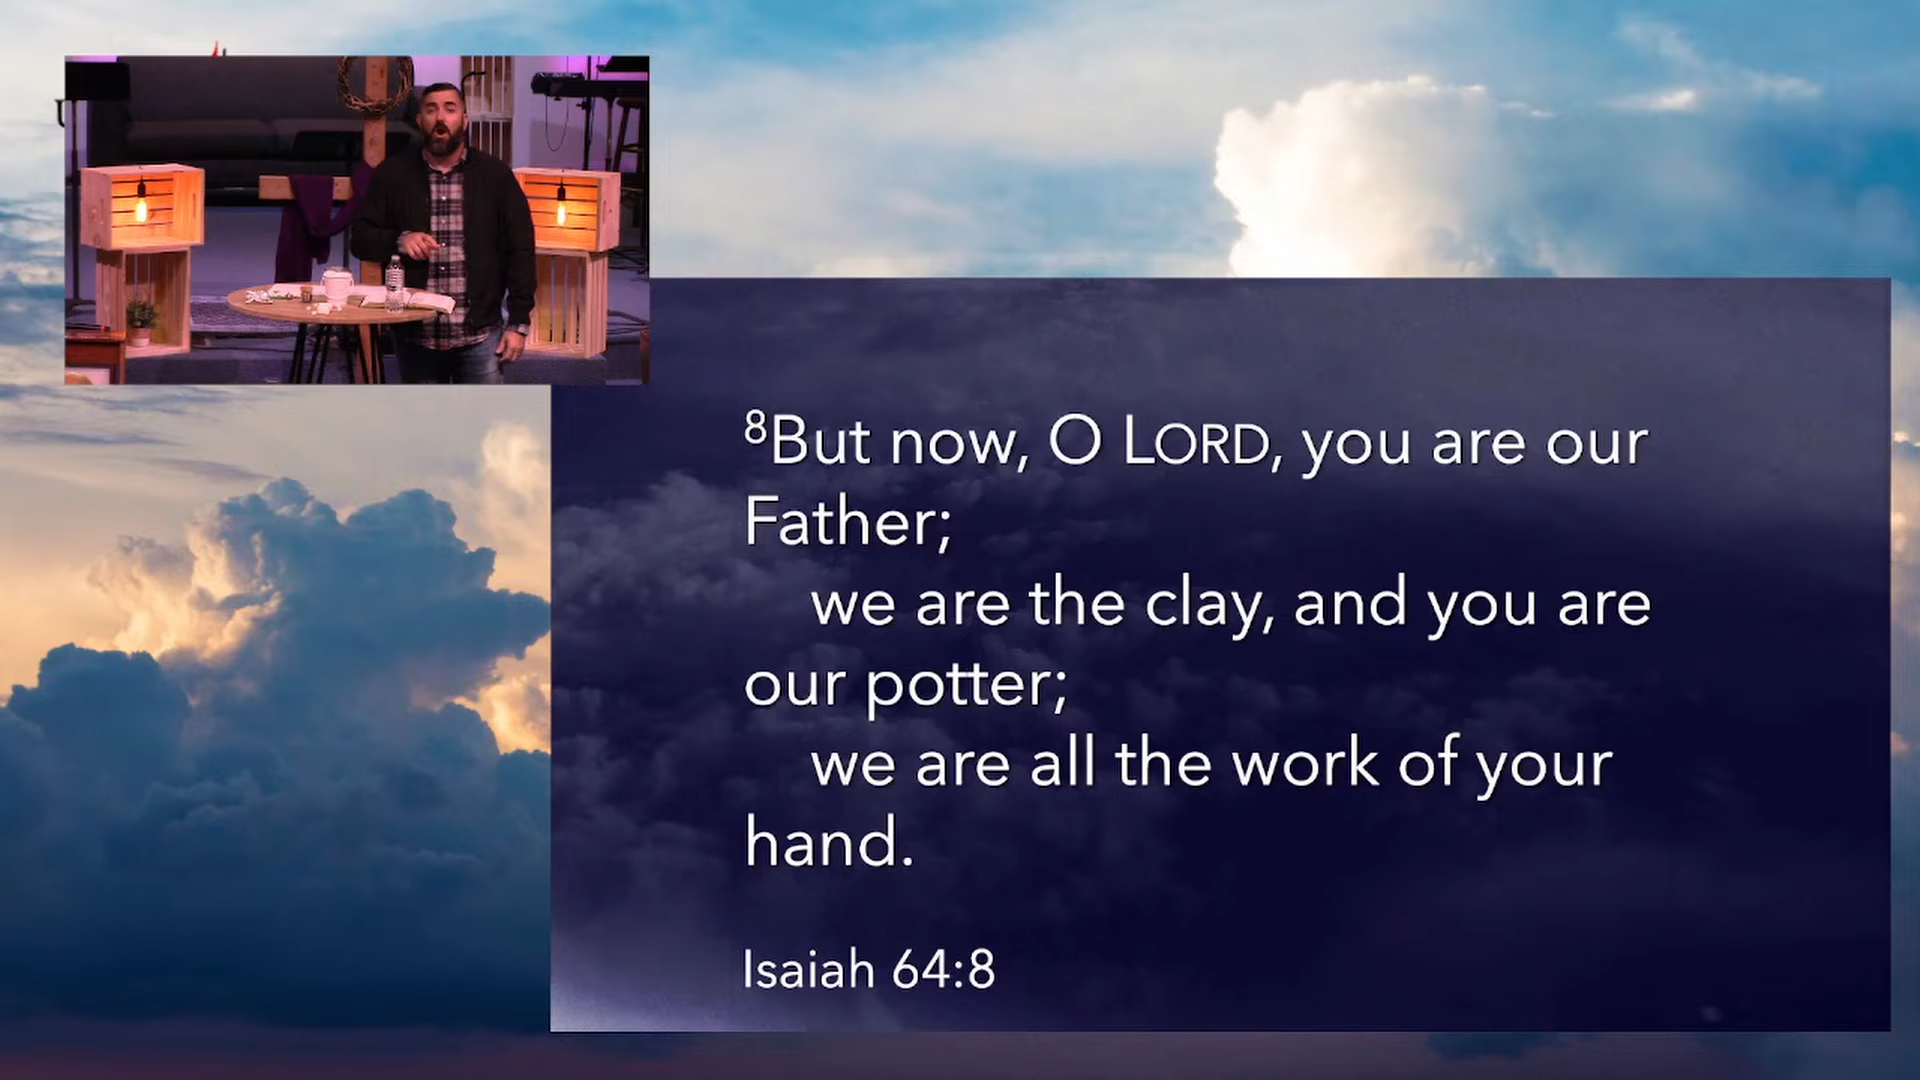 ⁸But now, O LORD, you are our
Father;
we are the clay, and you are
our potter;
we are all the work of your
hand.
Isaiah 64:8